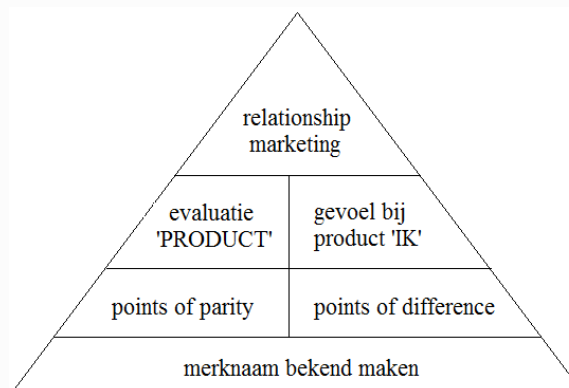 relationship
marketing
evaluatie
'PRODUCT'
gevoel bij
product 'IK'
points of parity
points of difference
merknaam bekend maken